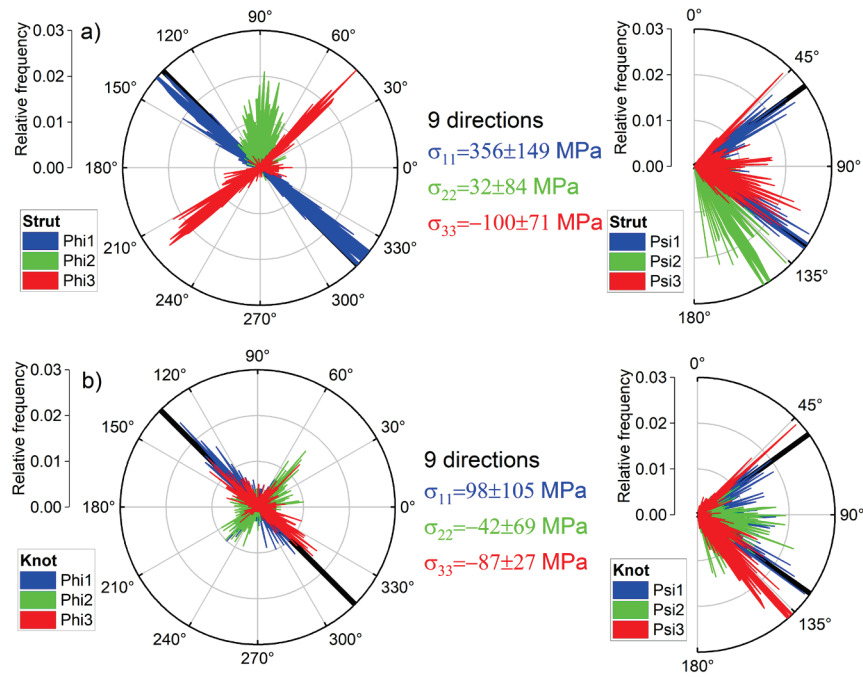 a)
Relative frequency
0.03
0.02
0.01
0.00
90°
120°
60°
150°
30°
180°
0°
210°
330°
240°
300°
270°
Strut
Phi1
Phi2
Phi3
9 directions
σ11=356±149 MPa
σ22=32±84 MPa
σ33=−100±71 MPa
Relative frequency
0.03
0.02
0.01
0.00
0°
45°
90°
135°
180°
Strut
Psi1
Psi2
Psi3
b)
Relative frequency
0.03
0.02
0.01
0.00
90°
120°
60°
150°
30°
180°
0°
210°
330°
240°
300°
270°
Knot
Phi1
Phi2
Phi3
9 directions
σ11=98±105 MPa
σ22=−42±69 MPa
σ33=−87±27 MPa
Relative frequency
0.03
0.02
0.01
0.00
0°
45°
90°
135°
180°
Knot
Psi1
Psi2
Psi3